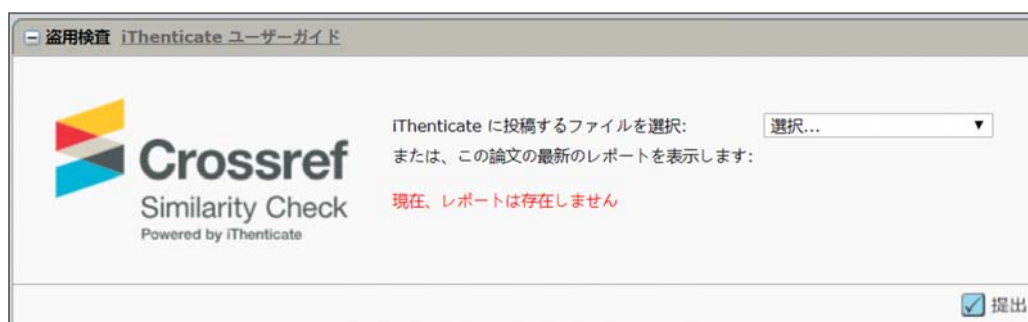 盗用検査 iThenticate ユーザーガイド
Crossref
Similarity Check
Powered by iThenticate
iThenticate に投稿するファイルを選択: 選択...
または、この論文の最新のレポートを表示します:
現在、レポートは存在しません
提出